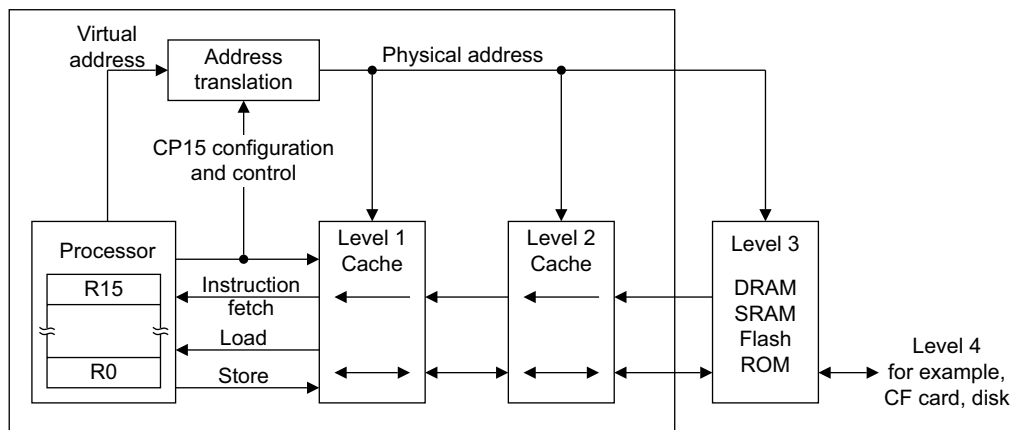 Virtual
address
Address
translation
Physical address
CP15 configuration
and control
Processor
R15
R0
Instruction
fetch
Load
Store
Level 1
Cache
Level 2
Cache
Level 3
DRAM
SRAM
Flash
ROM
Level 4
for example,
CF card, disk